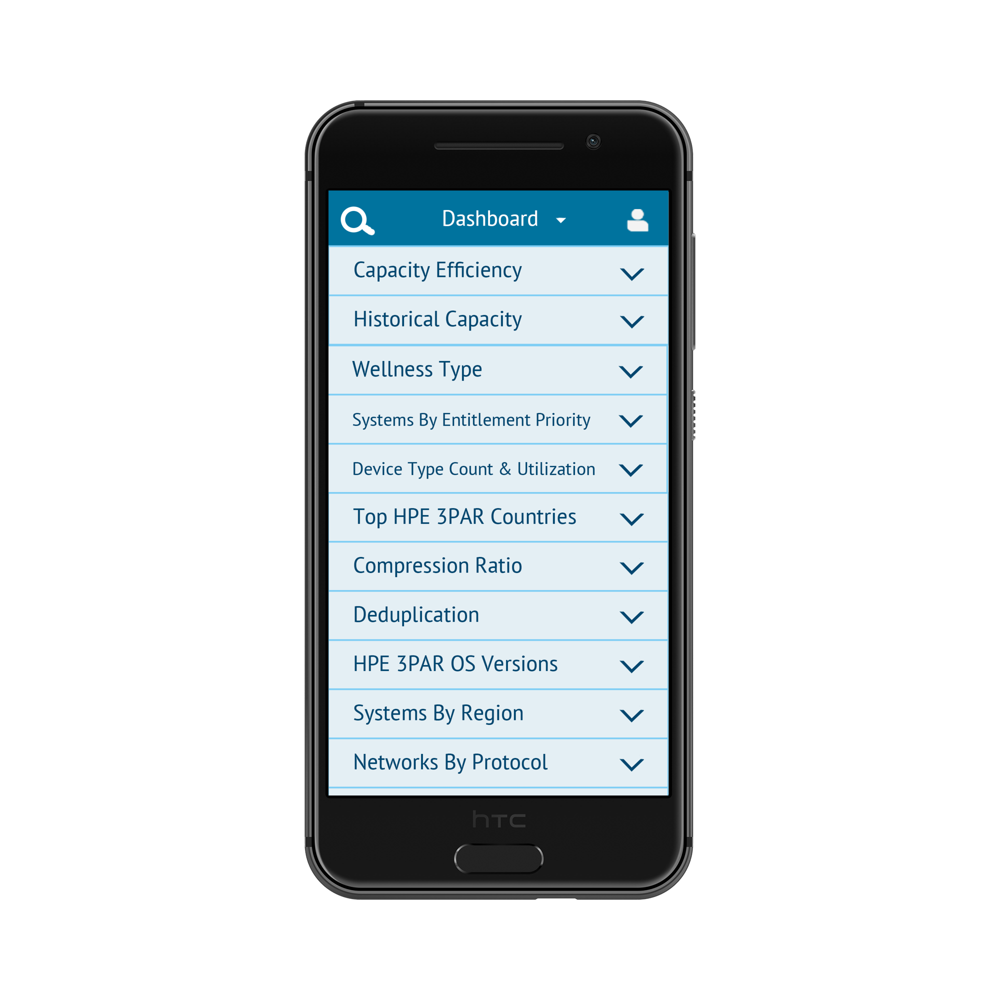 Dashboard
Capacity Efficiency
Historical Capacity
Wellness Type
Systems By Entitlement Priority
Device Type Count & Utilization
Top HPE 3PAR Countries
Compression Ratio
Deduplication
HPE 3PAR OS Versions
Systems By Region
Networks By Protocol
hTC